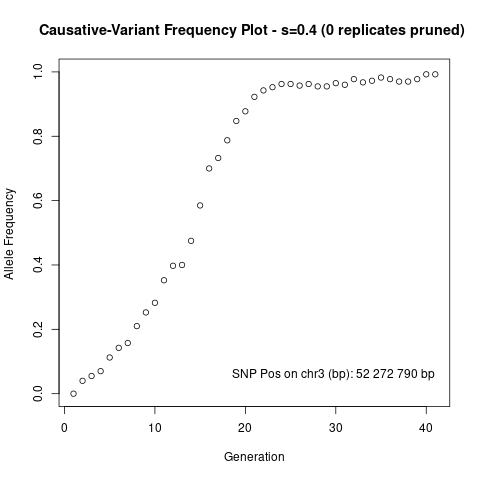 Causative-Variant Frequency Plot - s=0.4 (0 replicates pruned)
1.0
0.8
0.6
0.4
0.2
0.0
Allele Frequency
SNP Pos on chr3 (bp): 52 272 790 bp
0 10 20 30 40
Generation